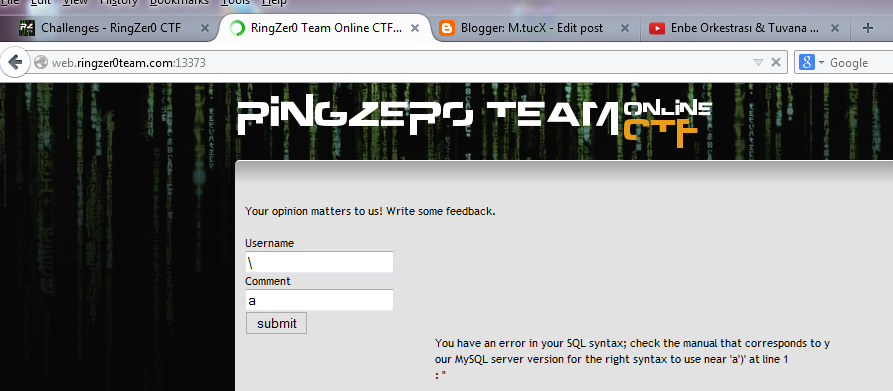 File Edit View History Bookmarks Tools Help
Challenges - RingZer0 CTF
RingZer0 Team Online CTF...
Blogger: M.tucX - Edit post
Enbe Orkestrası & Tuvana ...
web.ringzer0team.com:13373
Google
RINGZER0 TEAM ONLINE CTF
Your opinion matters to us! Write some feedback.
Username
\
Comment
a
submit
You have an error in your SQL syntax; check the manual that corresponds to y
our MySQL server version for the right syntax to use near 'a')' at line 1
: "